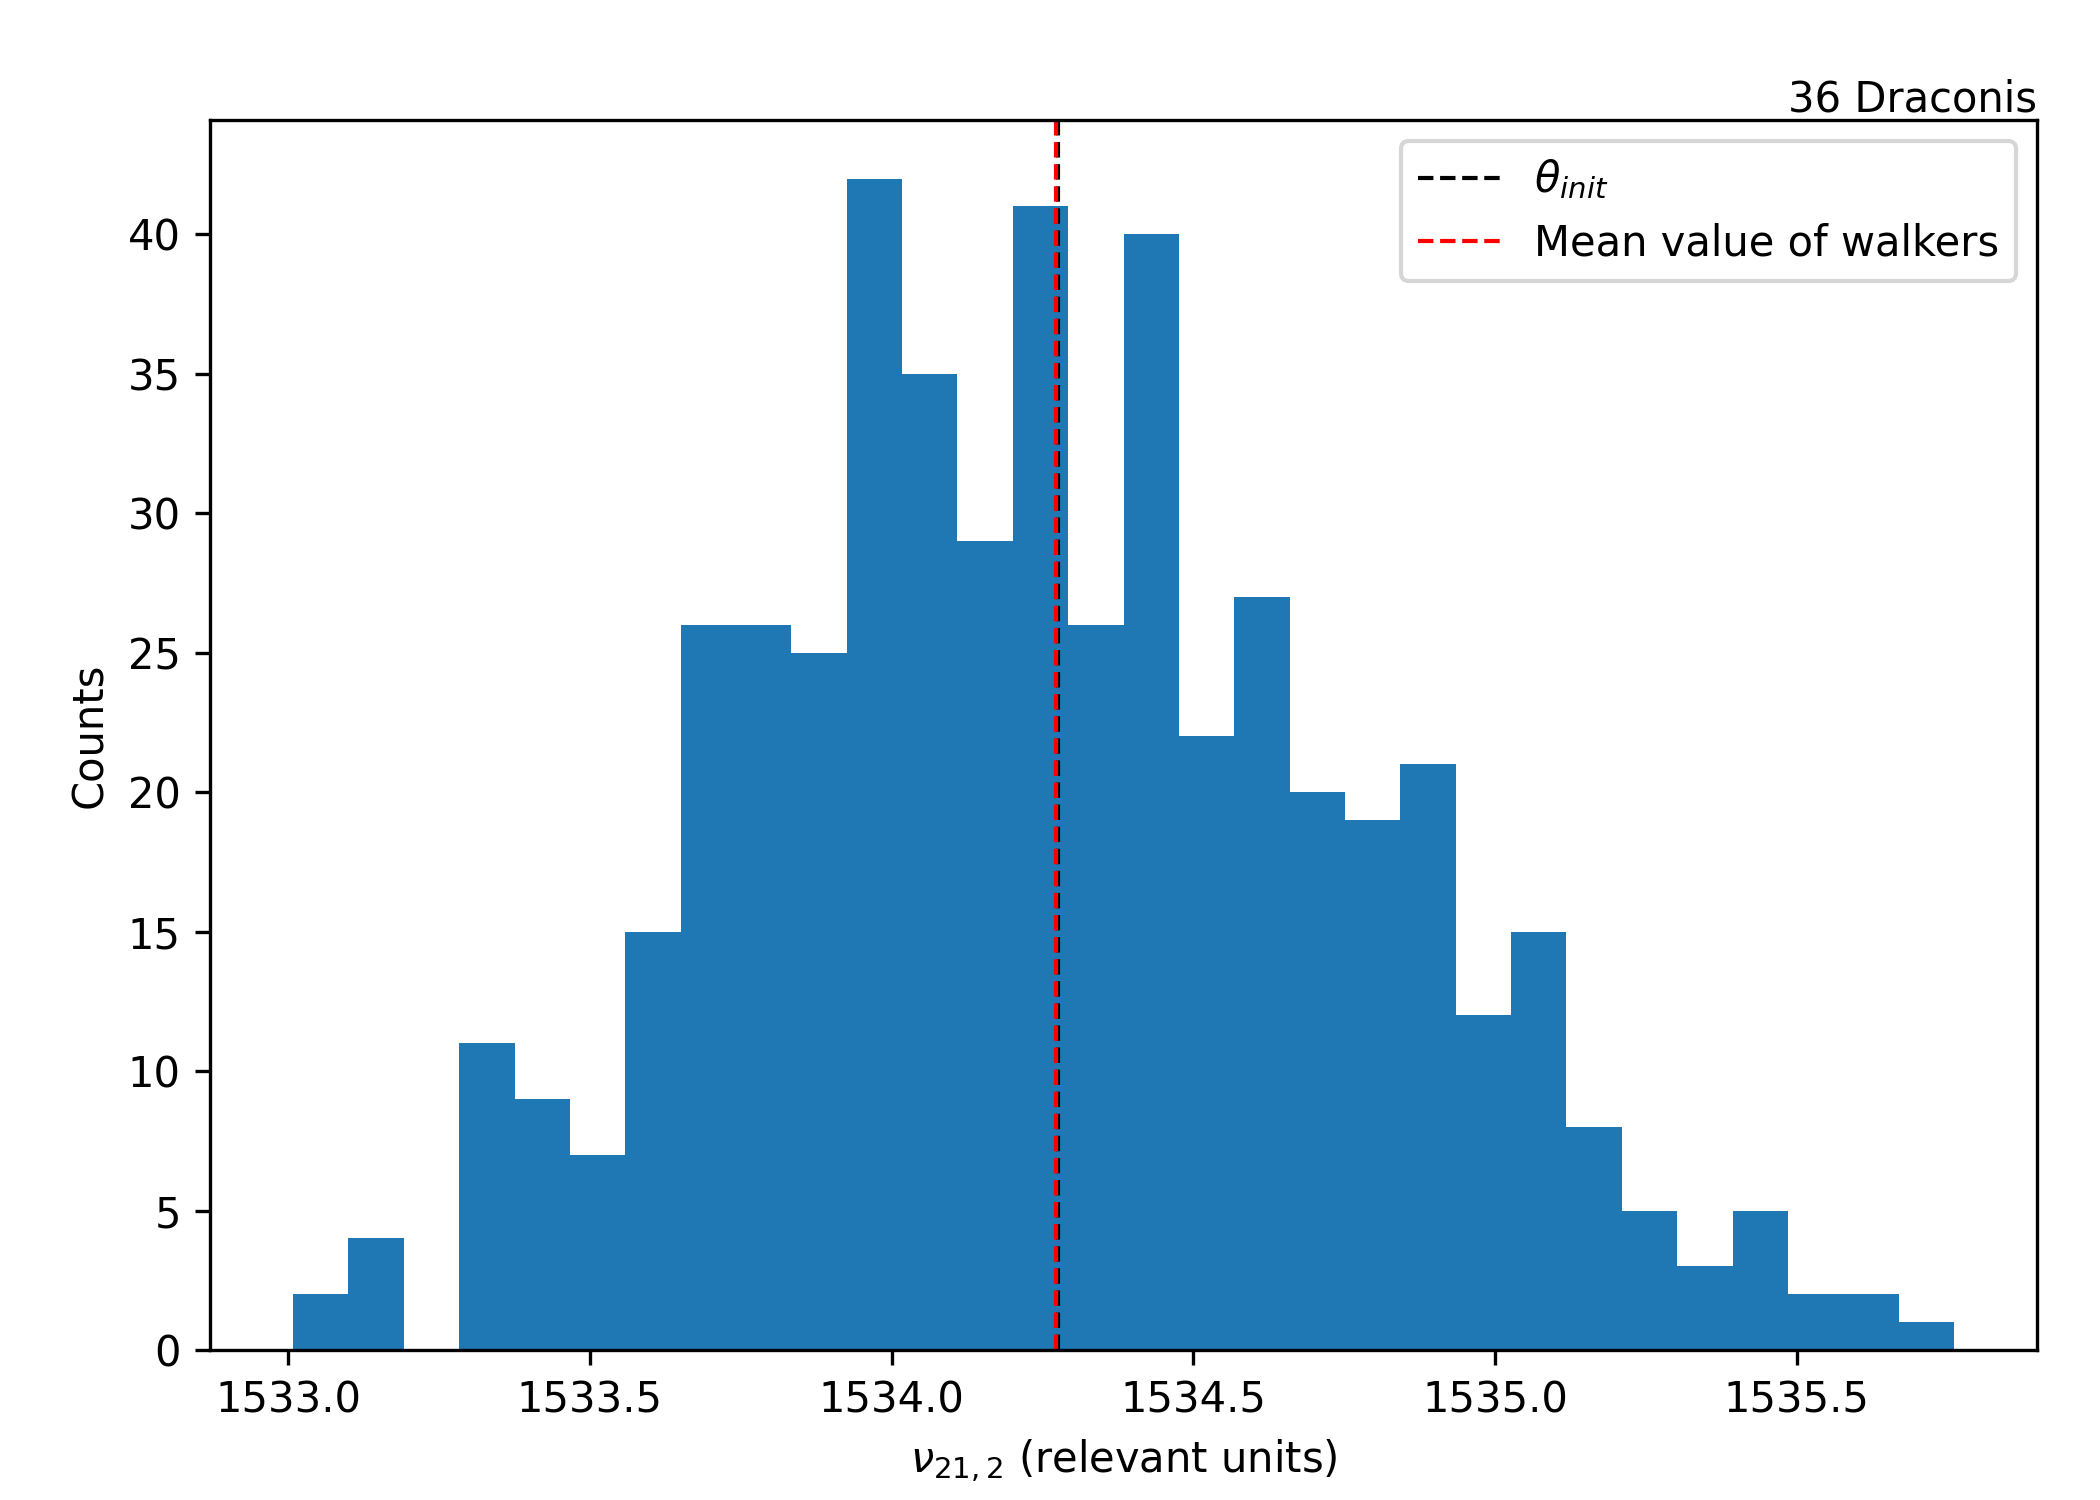 36 Draconis
θ_init
Mean value of walkers
40
35
30
25
20
15
10
5
0
Counts
1533.0 1533.5 1534.0 1534.5 1535.0 1535.5
ν_21, 2 (relevant units)